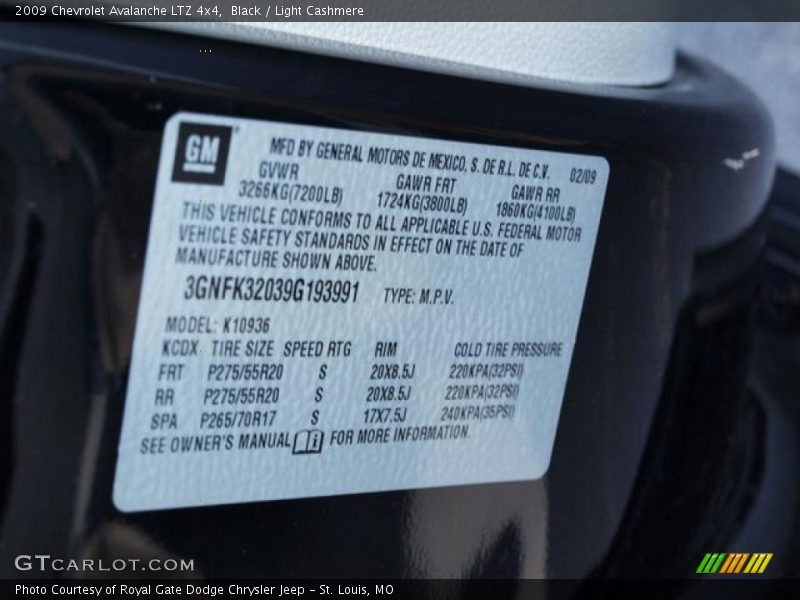 2009 Chevrolet Avalanche LTZ 4x4,  Black / Light Cashmere
GM
MFD BY GENERAL MOTORS DE MEXICO, S. DE R.L. DE C.V. 02/09
GVWR GAWR FRT GAWR RR
3266KG(7200LB) 1724KG(3800LB) 1860KG(4100LB)
THIS VEHICLE CONFORMS TO ALL APPLICABLE U.S. FEDERAL MOTOR
VEHICLE SAFETY STANDARDS IN EFFECT ON THE DATE OF
MANUFACTURE SHOWN ABOVE.
3GNFK32039G193991 TYPE: M.P.V.
MODEL: K10936
KCDX TIRE SIZE SPEED RTG RIM COLD TIRE PRESSURE
FRT P275/55R20 S 20X8.5J 220KPA(32PSI)
RR P275/55R20 S 20X8.5J 220KPA(32PSI)
SPA P265/70R17 S 17X7.5J 240KPA(35PSI)
SEE OWNER'S MANUAL i FOR MORE INFORMATION.
GTCARLOT.COM
Photo Courtesy of Royal Gate Dodge Chrysler Jeep - St. Louis, MO